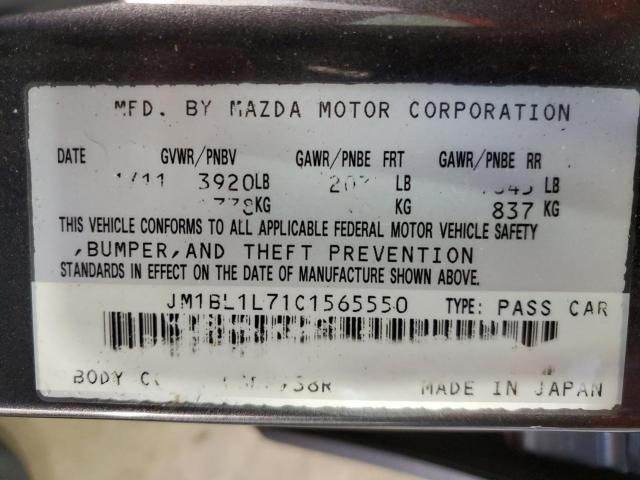 MFD. BY MAZDA MOTOR CORPORATION
DATE GVWR/PNBV GAWR/PNBE FRT GAWR/PNBE RR
3920LB LB LB
KG KG 837 KG
THIS VEHICLE CONFORMS TO ALL APPLICABLE FEDERAL MOTOR VEHICLE SAFETY
,BUMPER,AND THEFT PREVENTION
STANDARDS IN EFFECT ON THE DATE OF MANUFACTURE SHOWN ABOVE.
JM1BL1L71C1565550 TYPE: PASS CAR
BODY MADE IN JAPAN